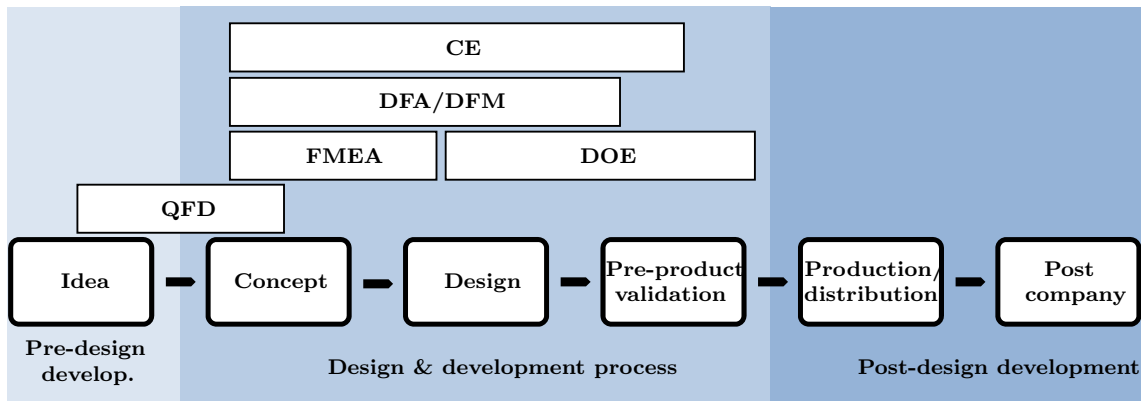 CE
DFA/DFM
FMEA
DOE
QFD
Idea
Concept
Design
Pre-product
validation
Production/
distribution
Post
company
Pre-design
develop.
Design & development process
Post-design development